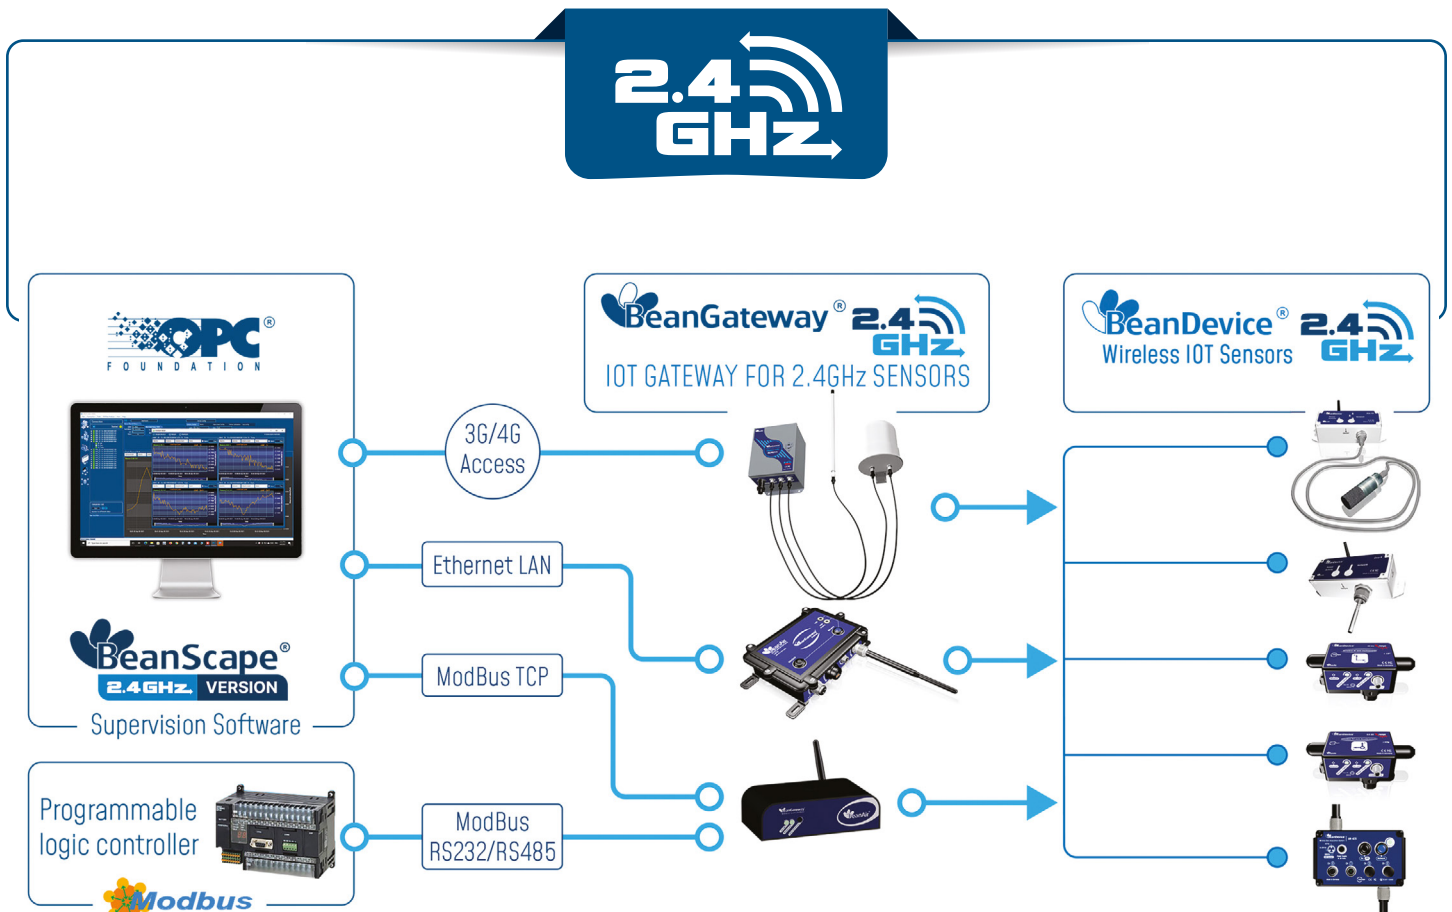 2.4
GHz
OPC ®
FOUNDATION
BeanScape®
2.4GHz VERSION
Supervision Software
Programmable
logic controller
Modbus
3G/4G
Access
Ethernet LAN
ModBus TCP
ModBus
RS232/RS485
BeanGateway® 2.4
GHz
IOT GATEWAY FOR 2.4GHz SENSORS
BeanAir
BeanDevice® 2.4
GHz
Wireless IOT Sensors